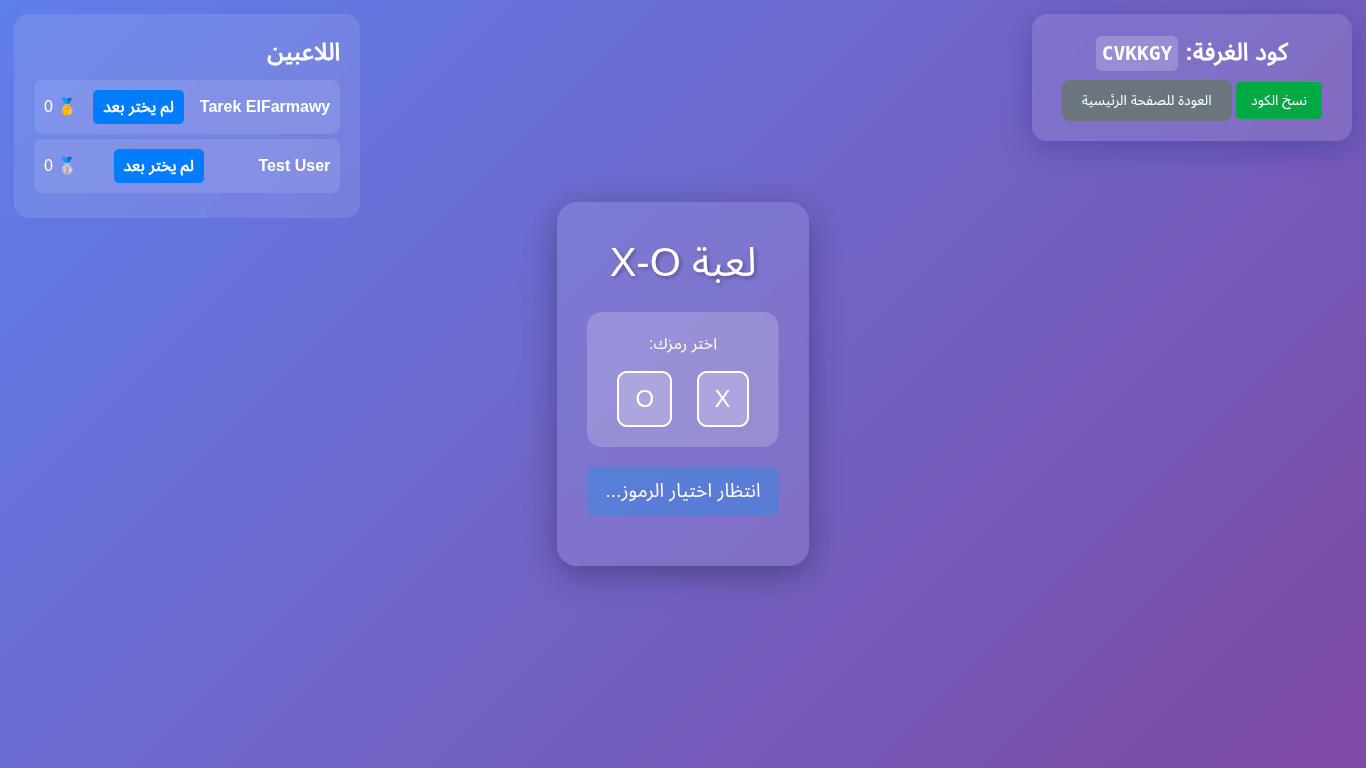 كود الغرفة: CVKKGY
نسخ الكود
العودة للصفحة الرئيسية
اللاعبين
Tarek ElFarmawy
لم يختر بعد
🥇 0
Test User
لم يختر بعد
🥈 0
لعبة X-O
اختر رمزك:
X
O
انتظار اختيار الرموز...